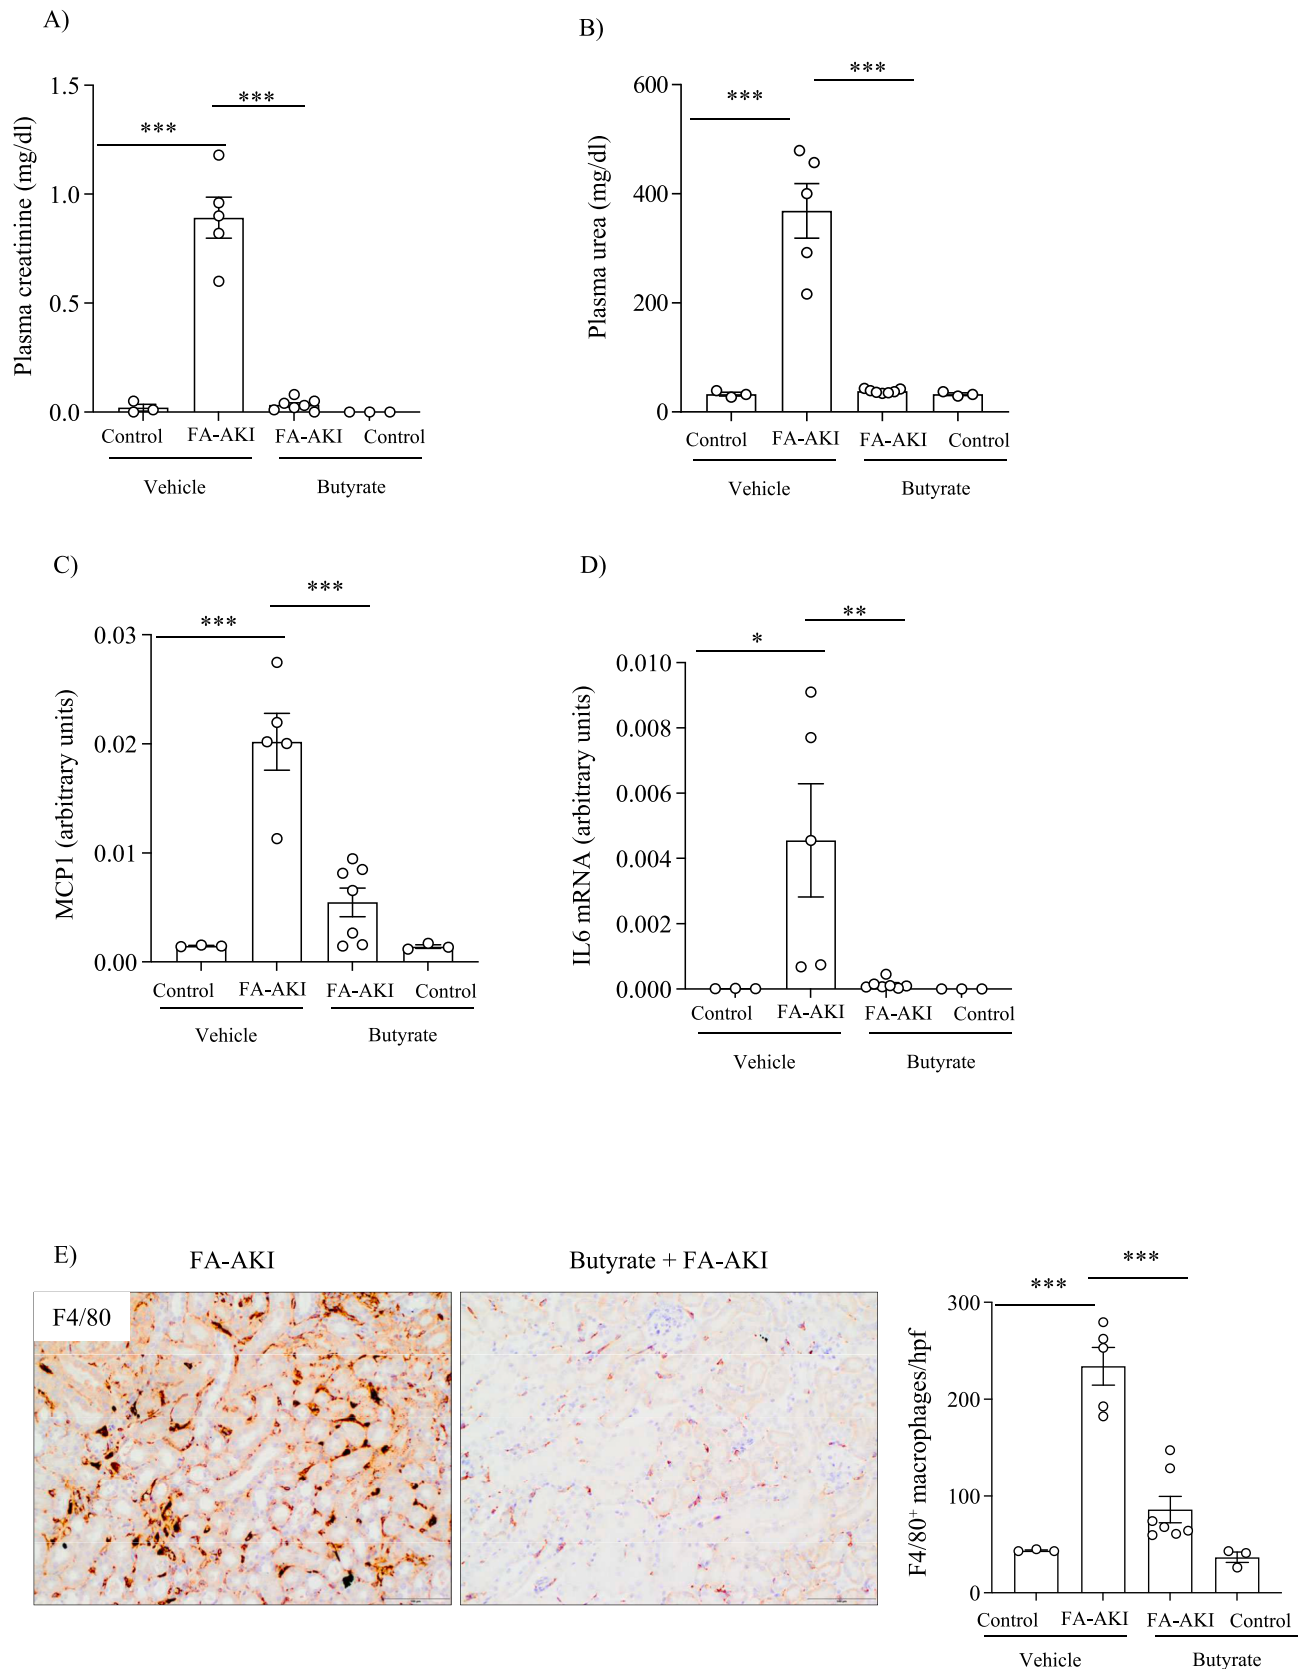 A)
Plasma creatinine (mg/dl)
1.5
1.0
0.5
0.0
***
***
Control FA-AKI FA-AKI Control
Vehicle Butyrate
B)
Plasma urea (mg/dl)
600
400
200
0
***
***
Control FA-AKI FA-AKI Control
Vehicle Butyrate
C)
MCP1 (arbitrary units)
0.03
0.02
0.01
0.00
***
***
Control FA-AKI FA-AKI Control
Vehicle Butyrate
D)
IL6 mRNA (arbitrary units)
0.010
0.008
0.006
0.004
0.002
0.000
*
**
Control FA-AKI FA-AKI Control
Vehicle Butyrate
E)
FA-AKI
Butyrate + FA-AKI
F4/80
F4/80⁺ macrophages/hpf
300
200
100
0
***
***
Control FA-AKI FA-AKI Control
Vehicle Butyrate